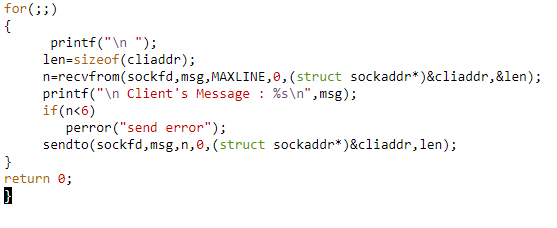 for(;;)
{
printf("\n ");
len=sizeof(cliaddr);
n=recvfrom(sockfd,msg,MAXLINE,0,(struct sockaddr*)&cliaddr,&len);
printf("\n Client's Message : %s\n",msg);
if(n<6)
perror("send error");
sendto(sockfd,msg,n,0,(struct sockaddr*)&cliaddr,len);
}
return 0;
}